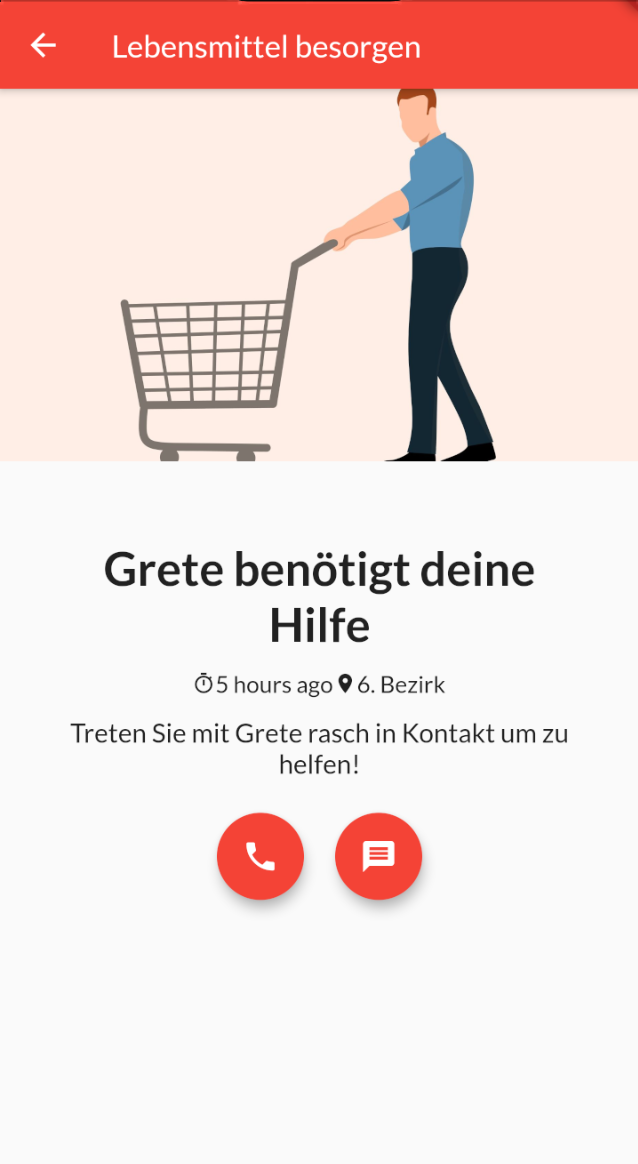 Lebensmittel besorgen
Grete benötigt deine
Hilfe
5 hours ago 6. Bezirk
Treten Sie mit Grete rasch in Kontakt um zu
helfen!